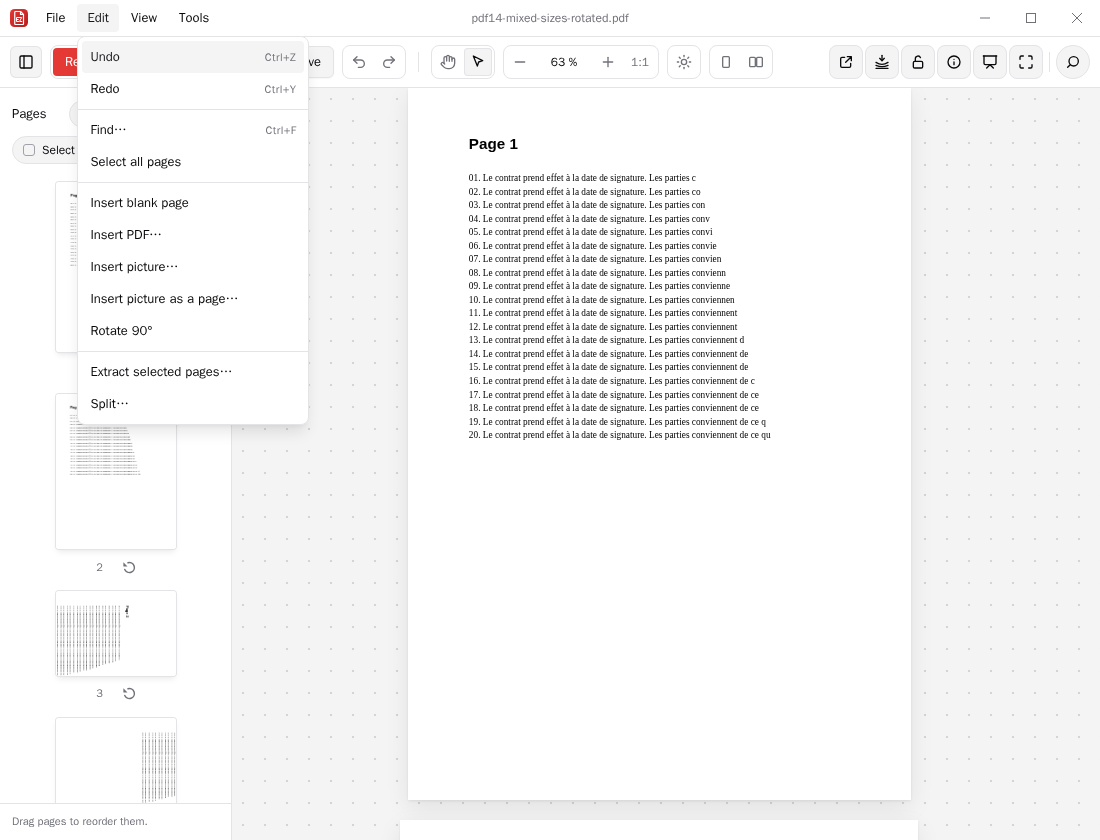 File Edit View Tools
pdf14-mixed-sizes-rotated.pdf
Undo Ctrl+Z
Redo Ctrl+Y
Find··· Ctrl+F
Select all pages
Insert blank page
Insert PDF···
Insert picture···
Insert picture as a page···
Rotate 90°
Extract selected pages···
Split···
63 %
1:1
Pages
Select
2
3
Drag pages to reorder them.
Page 1
01. Le contrat prend effet à la date de signature. Les parties c
02. Le contrat prend effet à la date de signature. Les parties co
03. Le contrat prend effet à la date de signature. Les parties con
04. Le contrat prend effet à la date de signature. Les parties conv
05. Le contrat prend effet à la date de signature. Les parties convi
06. Le contrat prend effet à la date de signature. Les parties convie
07. Le contrat prend effet à la date de signature. Les parties convien
08. Le contrat prend effet à la date de signature. Les parties convienn
09. Le contrat prend effet à la date de signature. Les parties convienne
10. Le contrat prend effet à la date de signature. Les parties conviennen
11. Le contrat prend effet à la date de signature. Les parties conviennent
12. Le contrat prend effet à la date de signature. Les parties conviennent
13. Le contrat prend effet à la date de signature. Les parties conviennent d
14. Le contrat prend effet à la date de signature. Les parties conviennent de
15. Le contrat prend effet à la date de signature. Les parties conviennent de
16. Le contrat prend effet à la date de signature. Les parties conviennent de c
17. Le contrat prend effet à la date de signature. Les parties conviennent de ce
18. Le contrat prend effet à la date de signature. Les parties conviennent de ce
19. Le contrat prend effet à la date de signature. Les parties conviennent de ce q
20. Le contrat prend effet à la date de signature. Les parties conviennent de ce qu